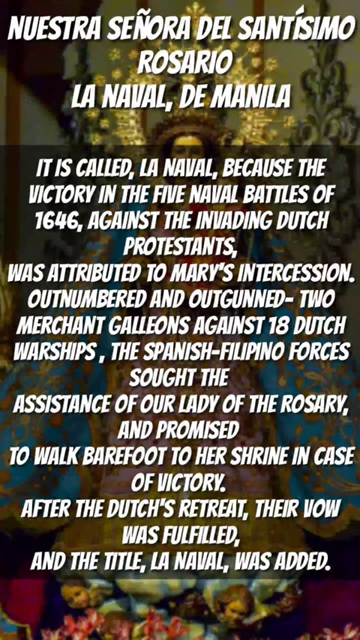 NUESTRA SEÑORA DEL SANTÍSIMO
ROSARIO
LA NAVAL, DE MANILA
IT IS CALLED, LA NAVAL, BECAUSE THE
VICTORY IN THE FIVE NAVAL BATTLES OF
1646, AGAINST THE INVADING DUTCH
PROTESTANTS,
WAS ATTRIBUTED TO MARY'S INTERCESSION.
OUTNUMBERED AND OUTGUNNED- TWO
MERCHANT GALLEONS AGAINST 18 DUTCH
WARSHIPS , THE SPANISH-FILIPINO FORCES
SOUGHT THE
ASSISTANCE OF OUR LADY OF THE ROSARY,
AND PROMISED
TO WALK BAREFOOT TO HER SHRINE IN CASE
OF VICTORY.
AFTER THE DUTCH'S RETREAT, THEIR VOW
WAS FULFILLED,
AND THE TITLE, LA NAVAL, WAS ADDED.